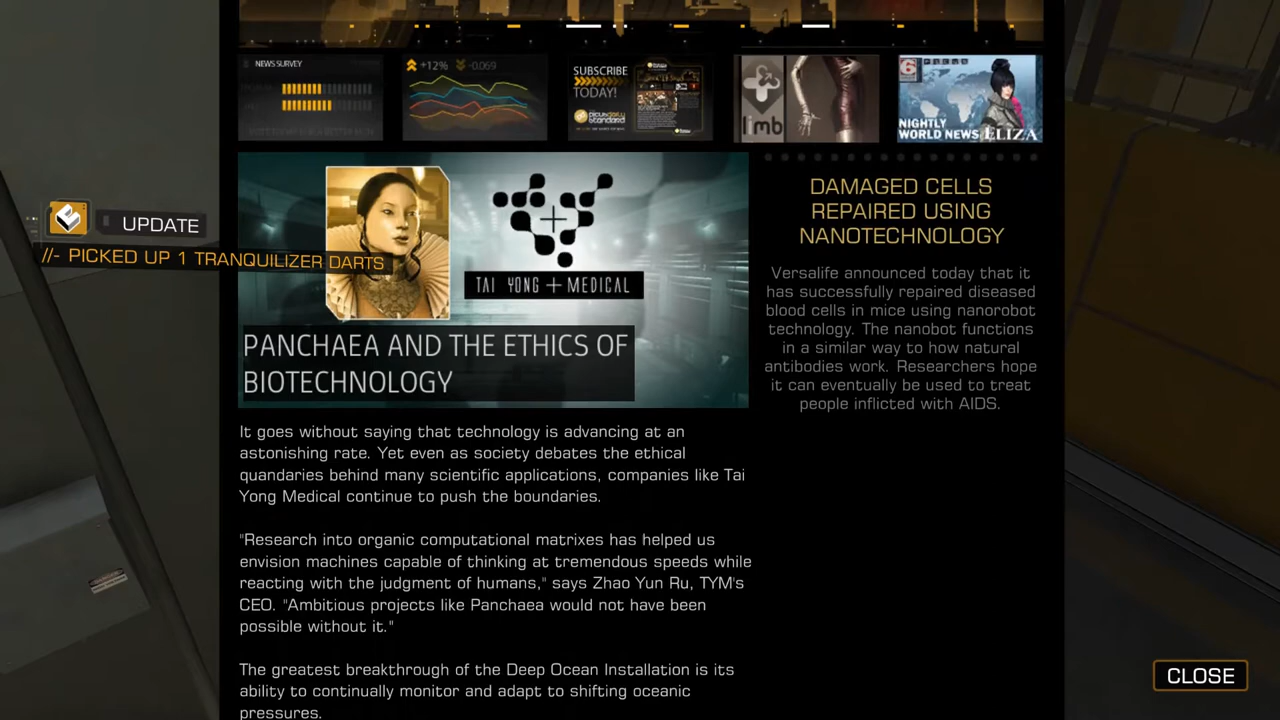 NEWS SURVEY
+12% -0.069
SUBSCRIBE
TODAY!
limb
NIGHTLY
WORLD NEWS ELIZA
UPDATE
//- PICKED UP 1 TRANQUILIZER DARTS
TAI YONG + MEDICAL
PANCHAEA AND THE ETHICS OF
BIOTECHNOLOGY
It goes without saying that technology is advancing at an
astonishing rate. Yet even as society debates the ethical
quandaries behind many scientific applications, companies like Tai
Yong Medical continue to push the boundaries.
"Research into organic computational matrixes has helped us
envision machines capable of thinking at tremendous speeds while
reacting with the judgment of humans," says Zhao Yun Ru, TYM's
CEO. "Ambitious projects like Panchaea would not have been
possible without it."
The greatest breakthrough of the Deep Ocean Installation is its
ability to continually monitor and adapt to shifting oceanic
pressures.
DAMAGED CELLS
REPAIRED USING
NANOTECHNOLOGY
Versalife announced today that it
has successfully repaired diseased
blood cells in mice using nanorobot
technology. The nanobot functions
in a similar way to how natural
antibodies work. Researchers hope
it can eventually be used to treat
people inflicted with AIDS.
CLOSE